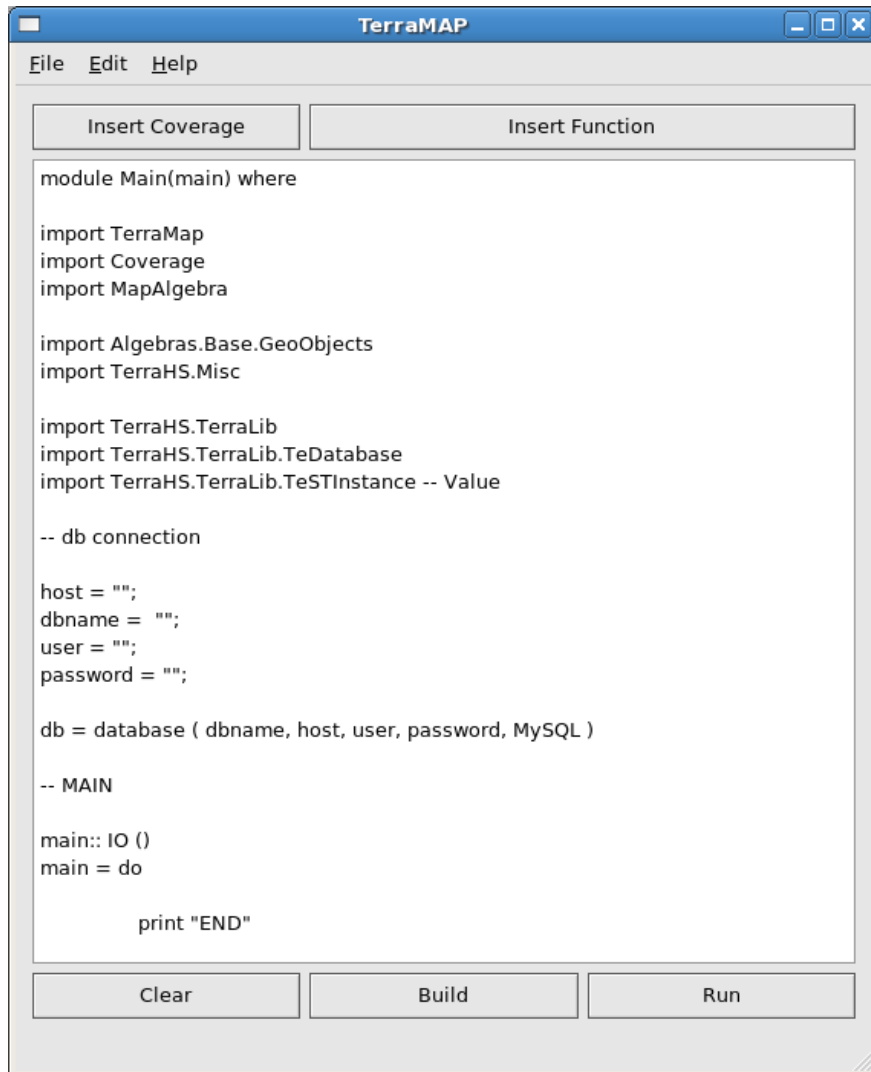 TerraMAP
File Edit Help
Insert Coverage Insert Function
module Main(main) where
import TerraMap
import Coverage
import MapAlgebra
import Algebras.Base.GeoObjects
import TerraHS.Misc
import TerraHS.TerraLib
import TerraHS.TerraLib.TeDatabase
import TerraHS.TerraLib.TeSTInstance -- Value
-- db connection
host = "";
dbname =  "";
user = "";
password = "";
db = database ( dbname, host, user, password, MySQL )
-- MAIN
main:: IO ()
main = do
print "END"
Clear Build Run